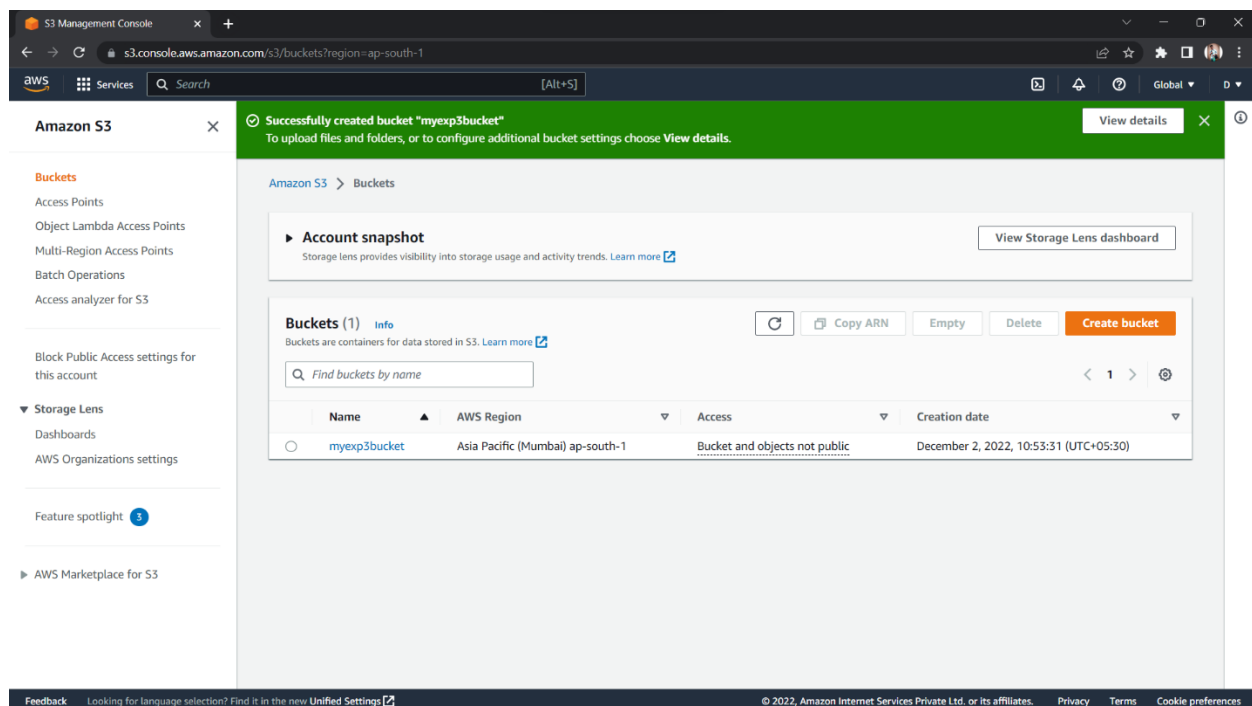 S3 Management Console
s3.console.aws.amazon.com/s3/buckets?region=ap-south-1
aws
Services
Search
[Alt+S]
Global
D
Amazon S3
Successfully created bucket "myexp3bucket"
To upload files and folders, or to configure additional bucket settings choose View details.
View details
Buckets
Access Points
Object Lambda Access Points
Multi-Region Access Points
Batch Operations
Access analyzer for S3
Block Public Access settings for
this account
Storage Lens
Dashboards
AWS Organizations settings
Feature spotlight 3
AWS Marketplace for S3
Amazon S3 > Buckets
Account snapshot
Storage lens provides visibility into storage usage and activity trends. Learn more
View Storage Lens dashboard
Buckets (1) Info
Buckets are containers for data stored in S3. Learn more
Copy ARN
Empty
Delete
Create bucket
Find buckets by name
< 1 >
Name AWS Region Access Creation date
myexp3bucket Asia Pacific (Mumbai) ap-south-1 Bucket and objects not public December 2, 2022, 10:53:31 (UTC+05:30)
Feedback Looking for language selection? Find it in the new Unified Settings © 2022, Amazon Internet Services Private Ltd. or its affiliates. Privacy Terms Cookie preferences